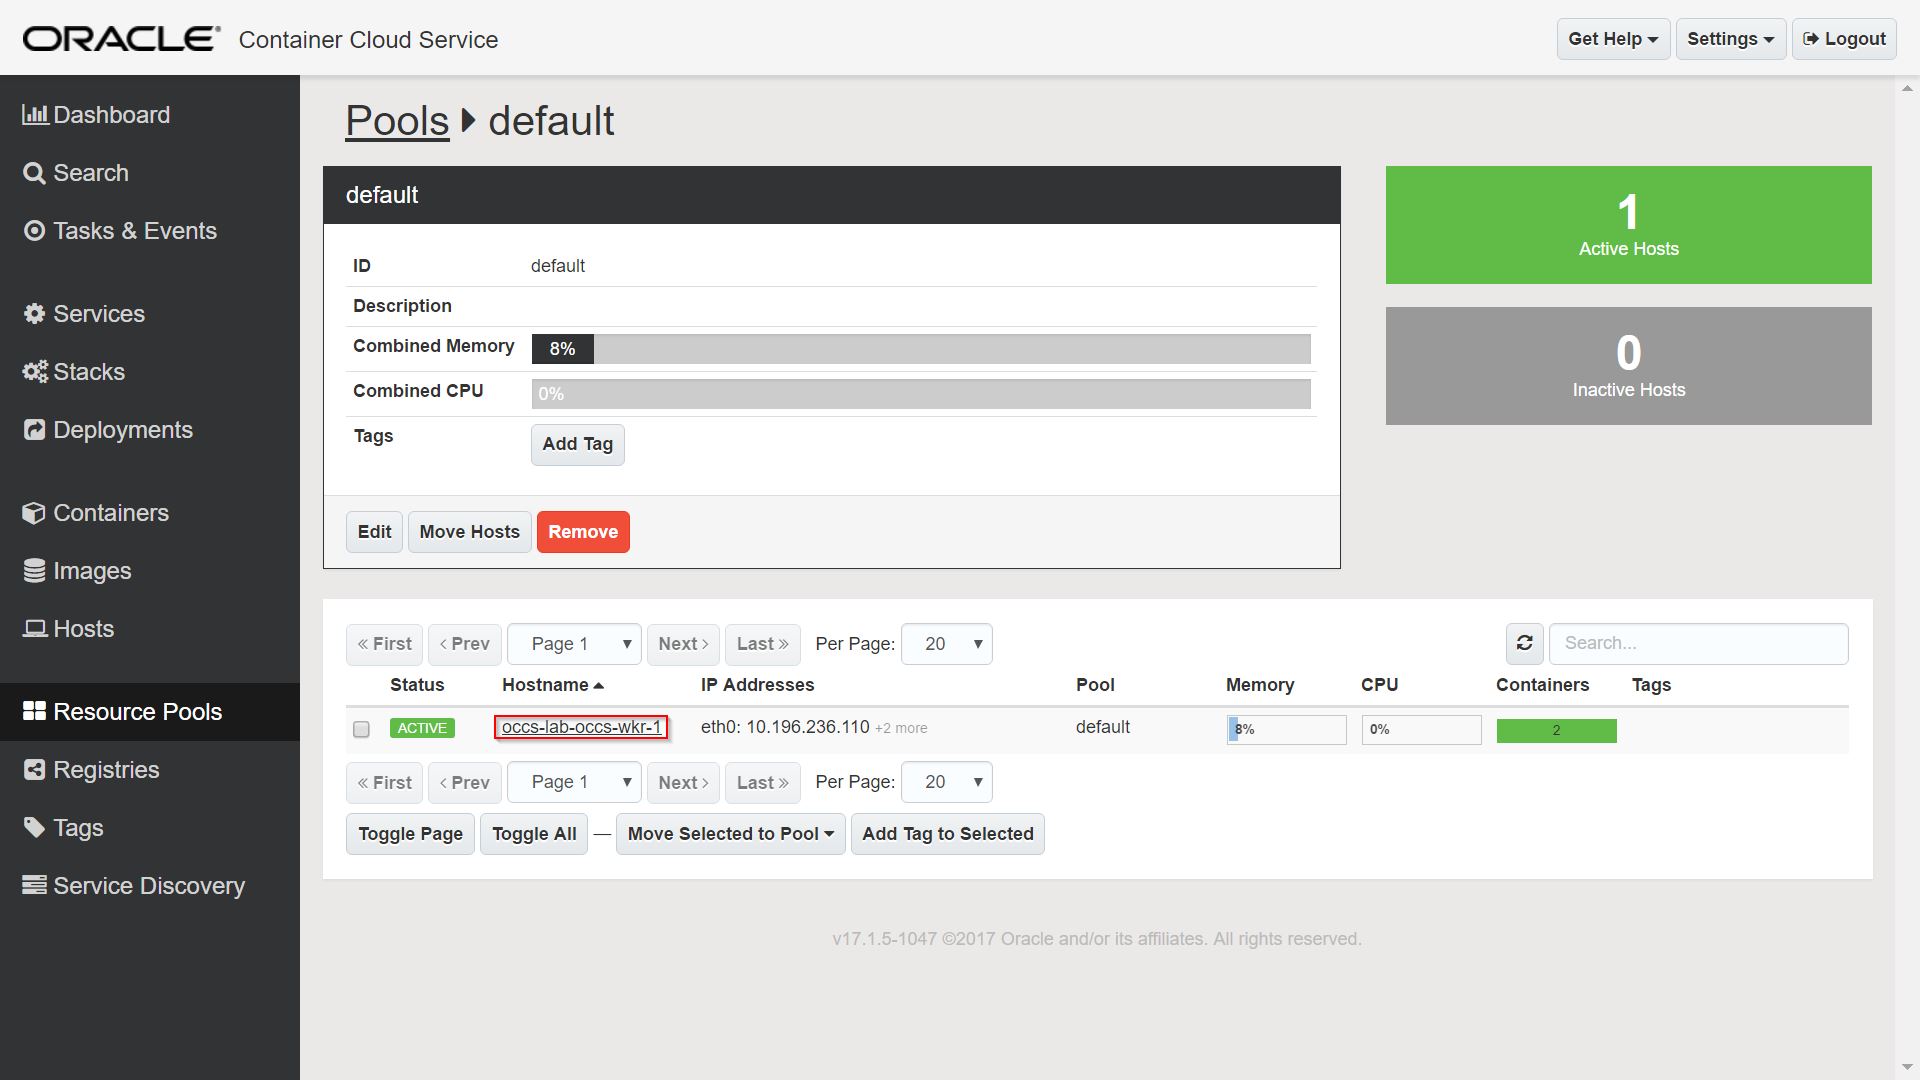 ORACLE® Container Cloud Service
Get Help Settings Logout
Dashboard
Search
Tasks & Events
Services
Stacks
Deployments
Containers
Images
Hosts
Resource Pools
Registries
Tags
Service Discovery
Pools default
default
ID default
Description
Combined Memory 8%
Combined CPU 0%
Tags Add Tag
Edit Move Hosts Remove
1
Active Hosts
0
Inactive Hosts
« First ‹ Prev Page 1 Next › Last » Per Page: 20 Search...
Status Hostname IP Addresses Pool Memory CPU Containers Tags
ACTIVE occs-lab-occs-wkr-1 eth0: 10.196.236.110 +2 more default 8% 0% 2
« First ‹ Prev Page 1 Next › Last » Per Page: 20
Toggle Page Toggle All — Move Selected to Pool Add Tag to Selected
v17.1.5-1047 ©2017 Oracle and/or its affiliates. All rights reserved.